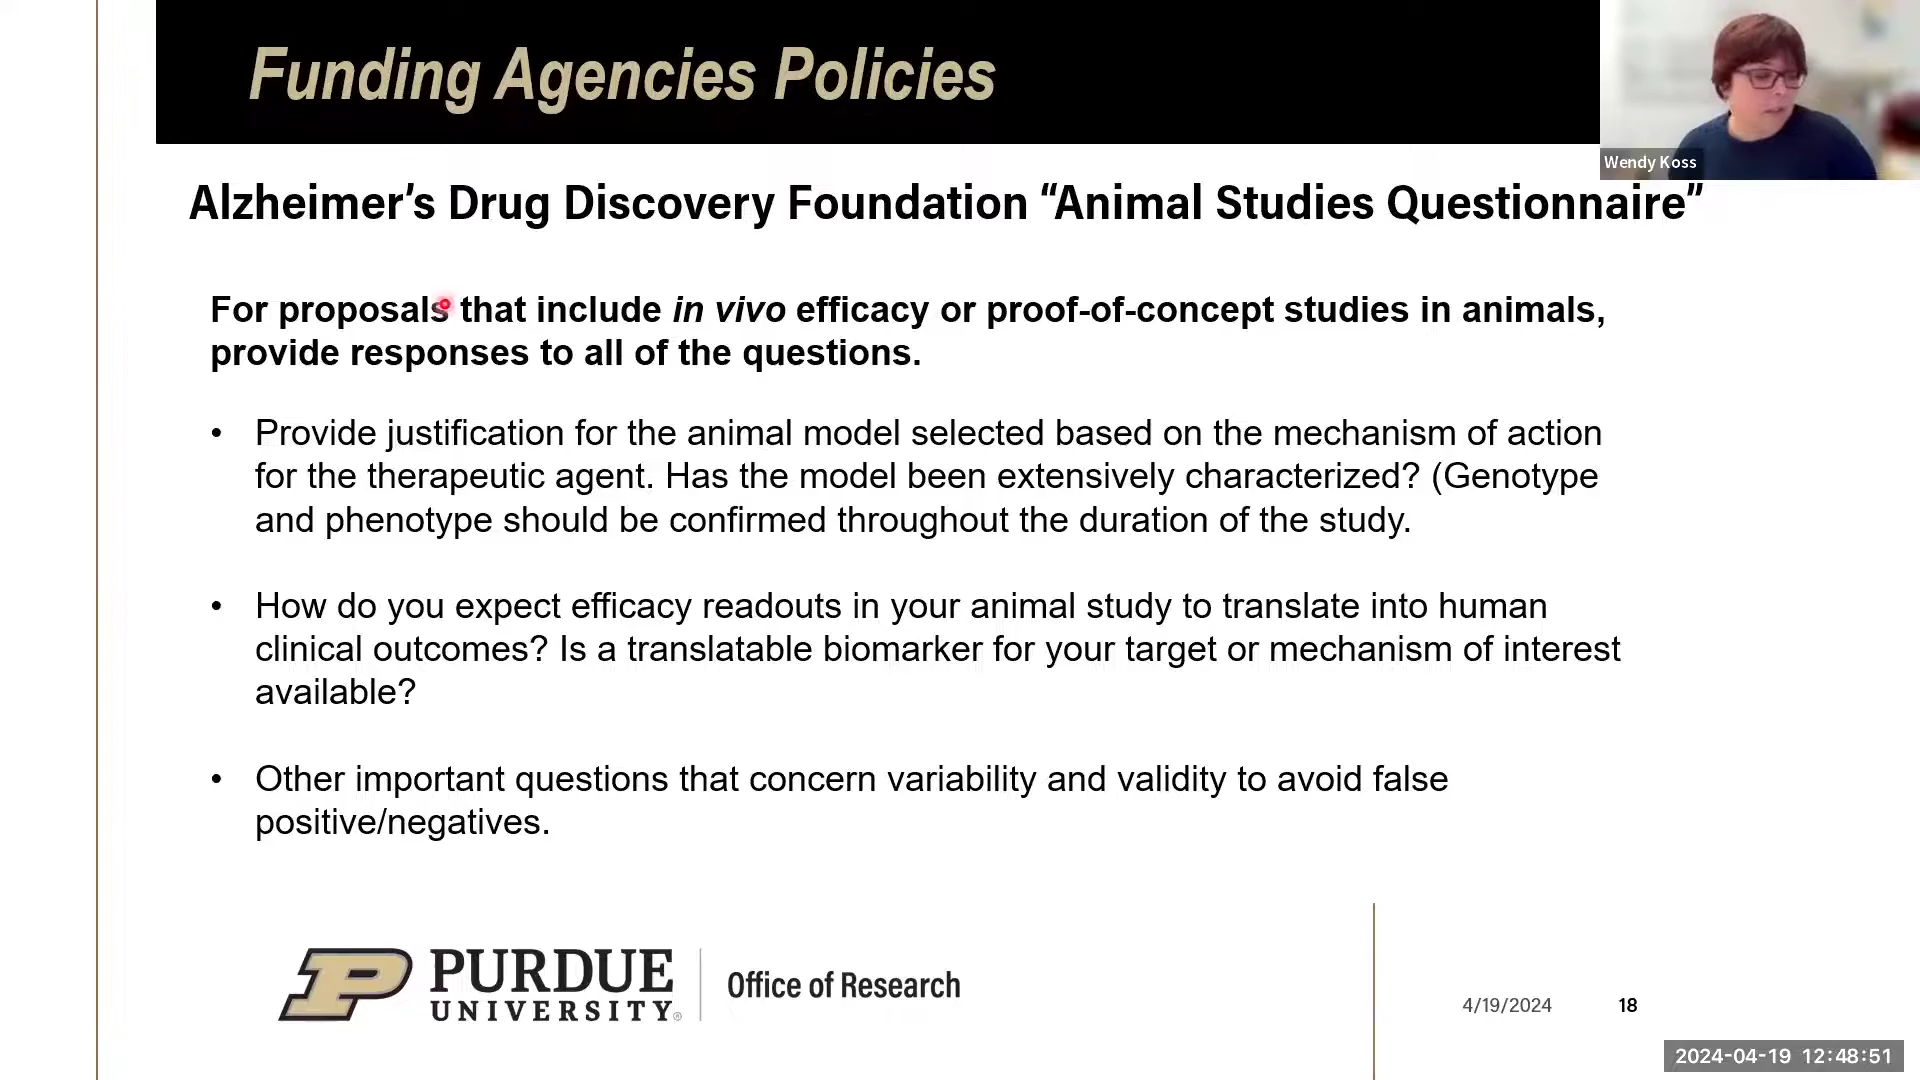 Funding Agencies Policies
Wendy Koss
Alzheimer’s Drug Discovery Foundation “Animal Studies Questionnaire”
For proposals that include in vivo efficacy or proof-of-concept studies in animals,
provide responses to all of the questions.
• Provide justification for the animal model selected based on the mechanism of action
for the therapeutic agent. Has the model been extensively characterized? (Genotype
and phenotype should be confirmed throughout the duration of the study.
• How do you expect efficacy readouts in your animal study to translate into human
clinical outcomes? Is a translatable biomarker for your target or mechanism of interest
available?
• Other important questions that concern variability and validity to avoid false
positive/negatives.
P PURDUE
UNIVERSITY®
Office of Research
4/19/2024 18
2024-04-19 12:48:51